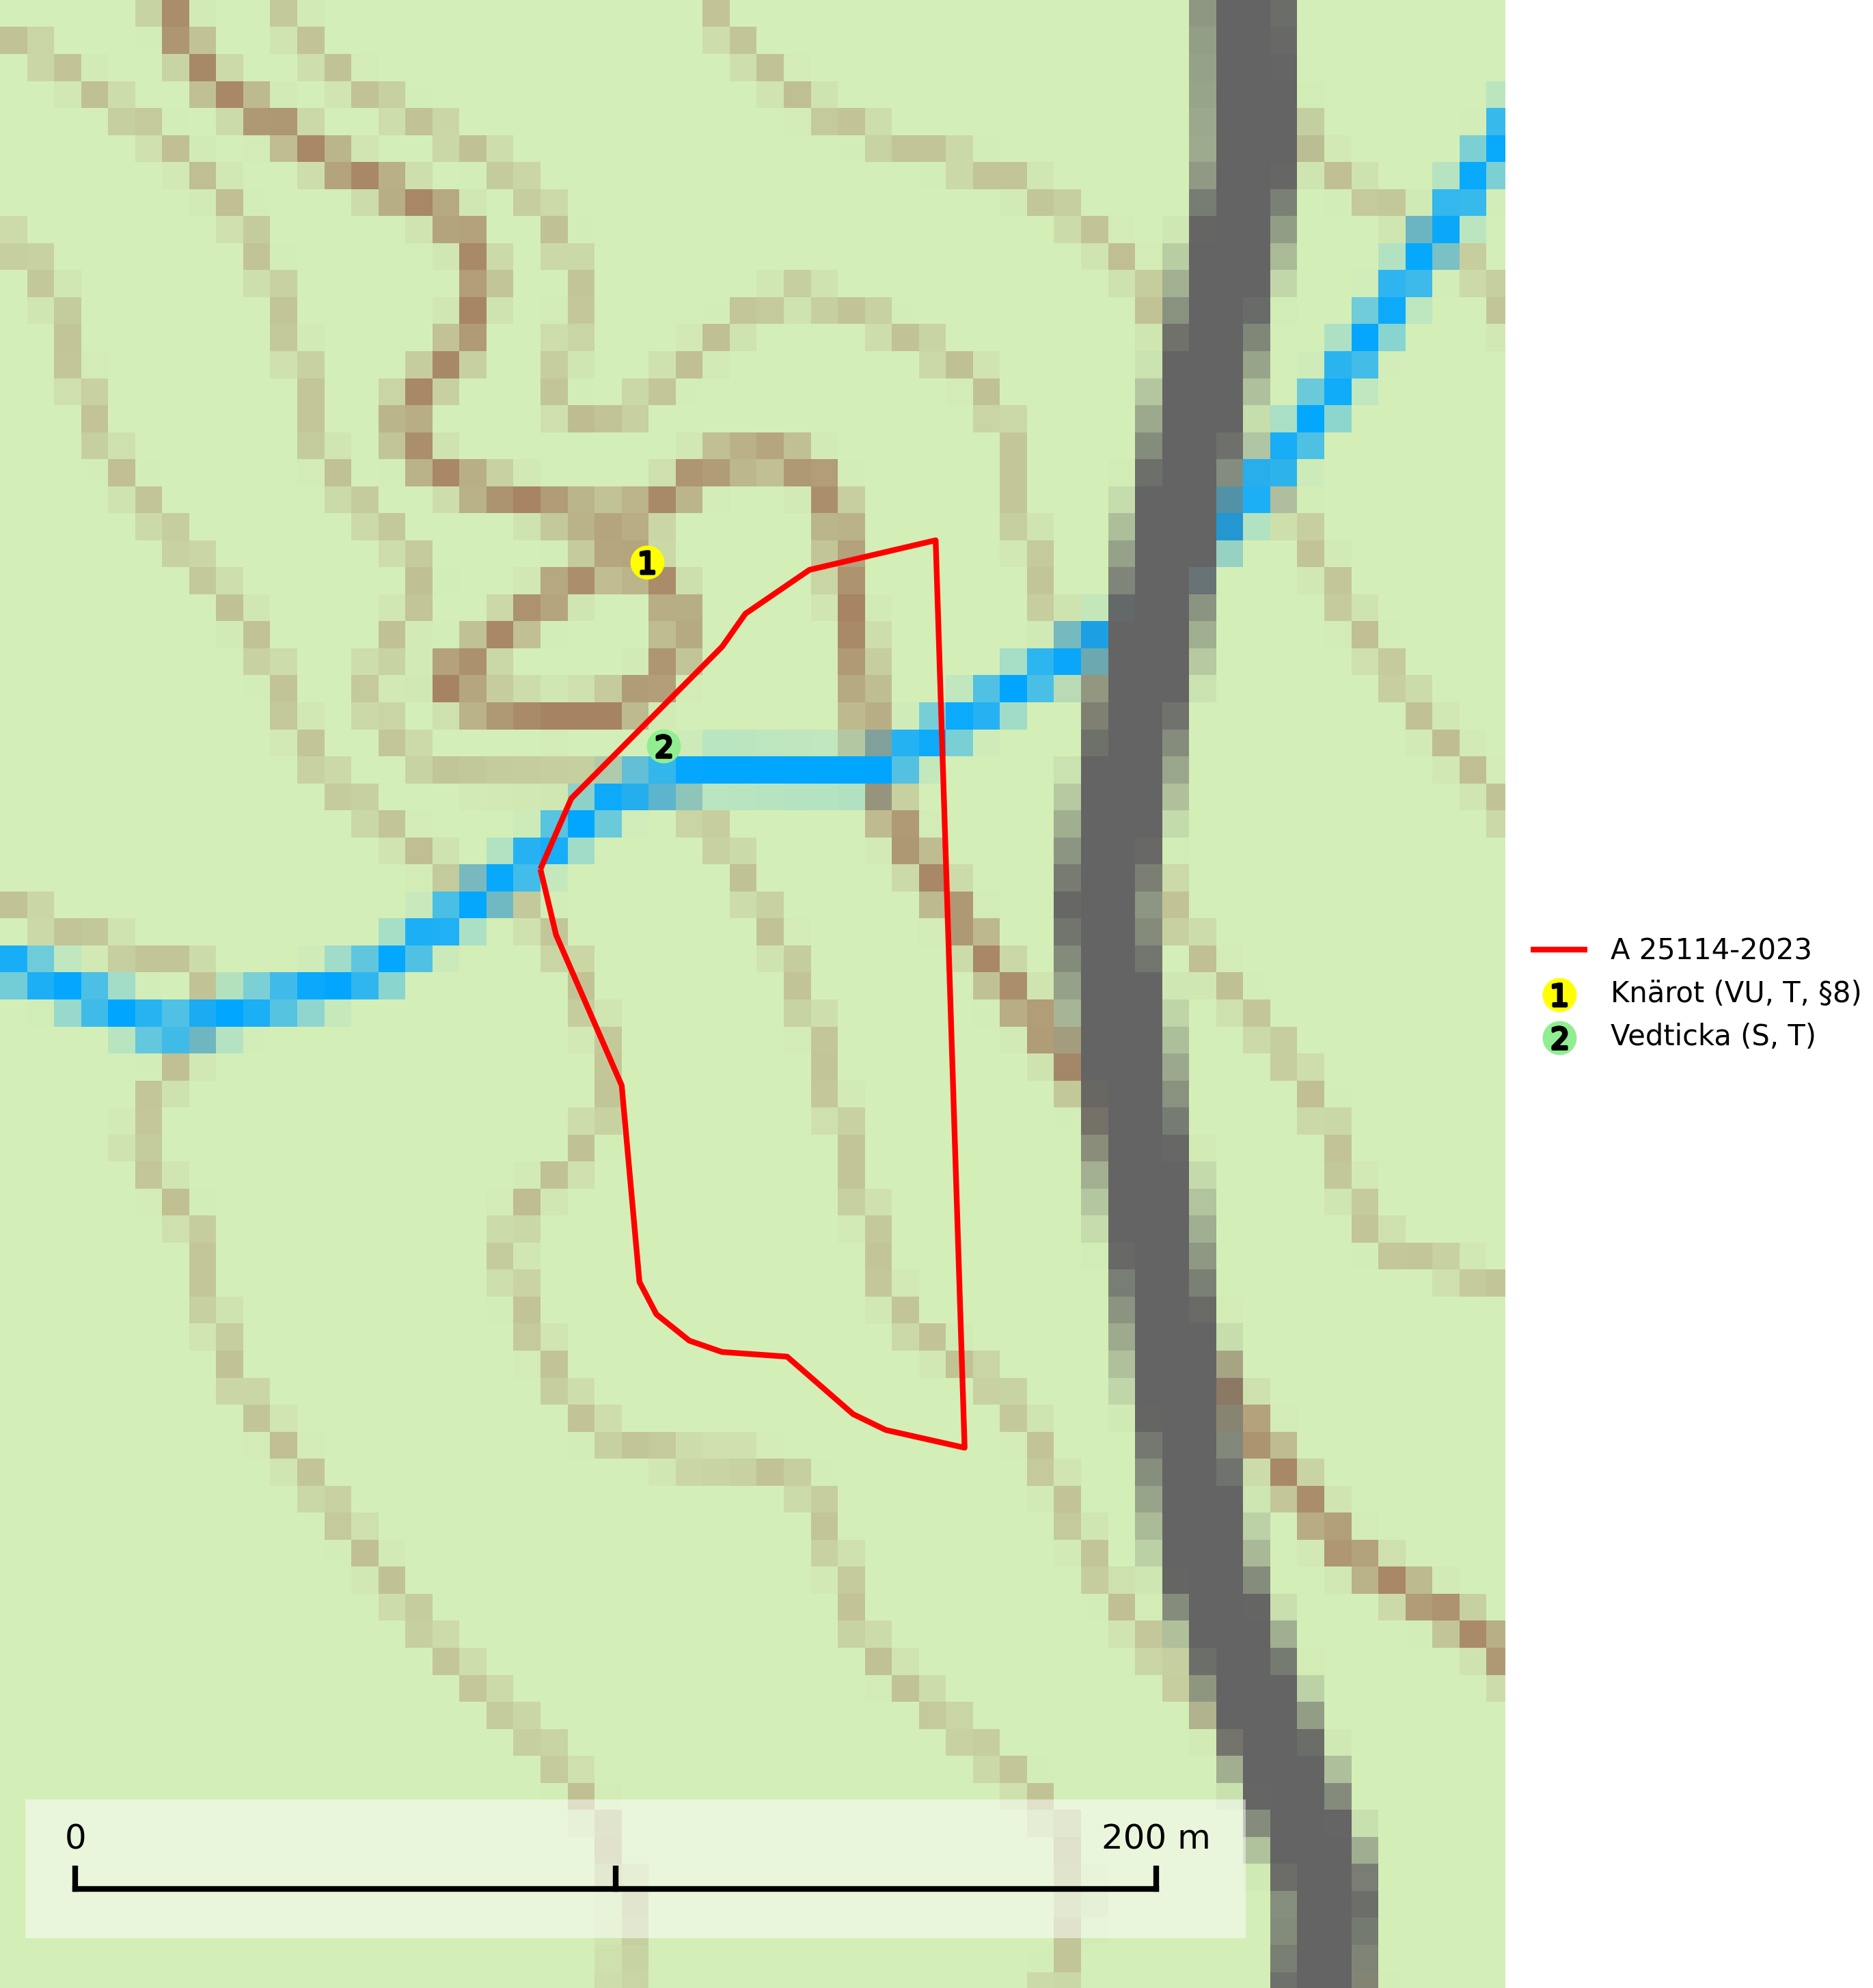 1
2
A 25114-2023
1 Knärot (VU, T, §8)
2 Vedticka (S, T)
0 200 m